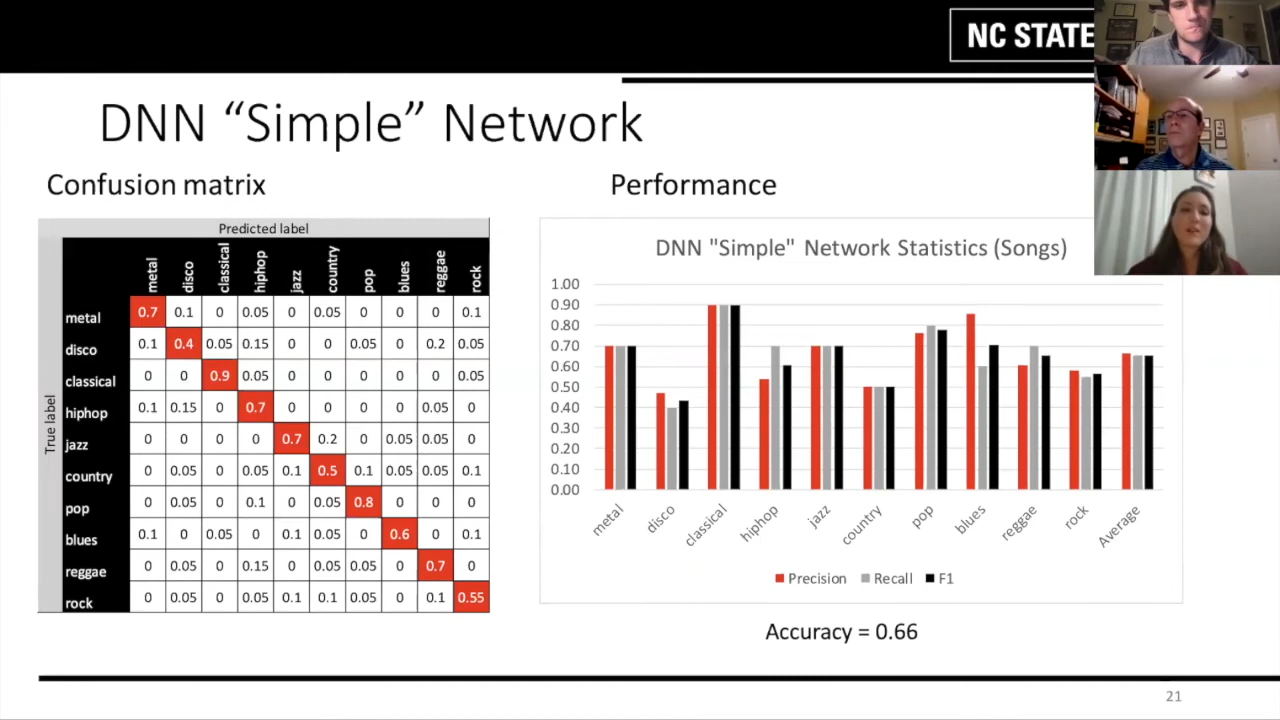 NC STATE
DNN “Simple” Network
Confusion matrix
Performance
Predicted label
True label
metal disco classical hiphop jazz country pop blues reggae rock
metal 0.7 0.1 0 0.05 0 0.05 0 0 0 0.1
disco 0.1 0.4 0.05 0.15 0 0 0.05 0 0.2 0.05
classical 0 0 0.9 0.05 0 0 0 0 0 0.05
hiphop 0.1 0.15 0 0.7 0 0 0 0 0.05 0
jazz 0 0 0 0 0.7 0.2 0 0.05 0.05 0
country 0 0.05 0 0.05 0.1 0.5 0.1 0.05 0.05 0.1
pop 0 0.05 0 0.1 0 0.05 0.8 0 0 0
blues 0.1 0 0.05 0 0.1 0.05 0 0.6 0 0.1
reggae 0 0.05 0 0.15 0 0.05 0.05 0 0.7 0
rock 0 0.05 0 0.05 0.1 0.1 0.05 0 0.1 0.55
DNN "Simple" Network Statistics (Songs)
1.00
0.90
0.80
0.70
0.60
0.50
0.40
0.30
0.20
0.10
0.00
metal disco classical hiphop jazz country pop blues reggae rock Average
Precision Recall F1
Accuracy = 0.66
21